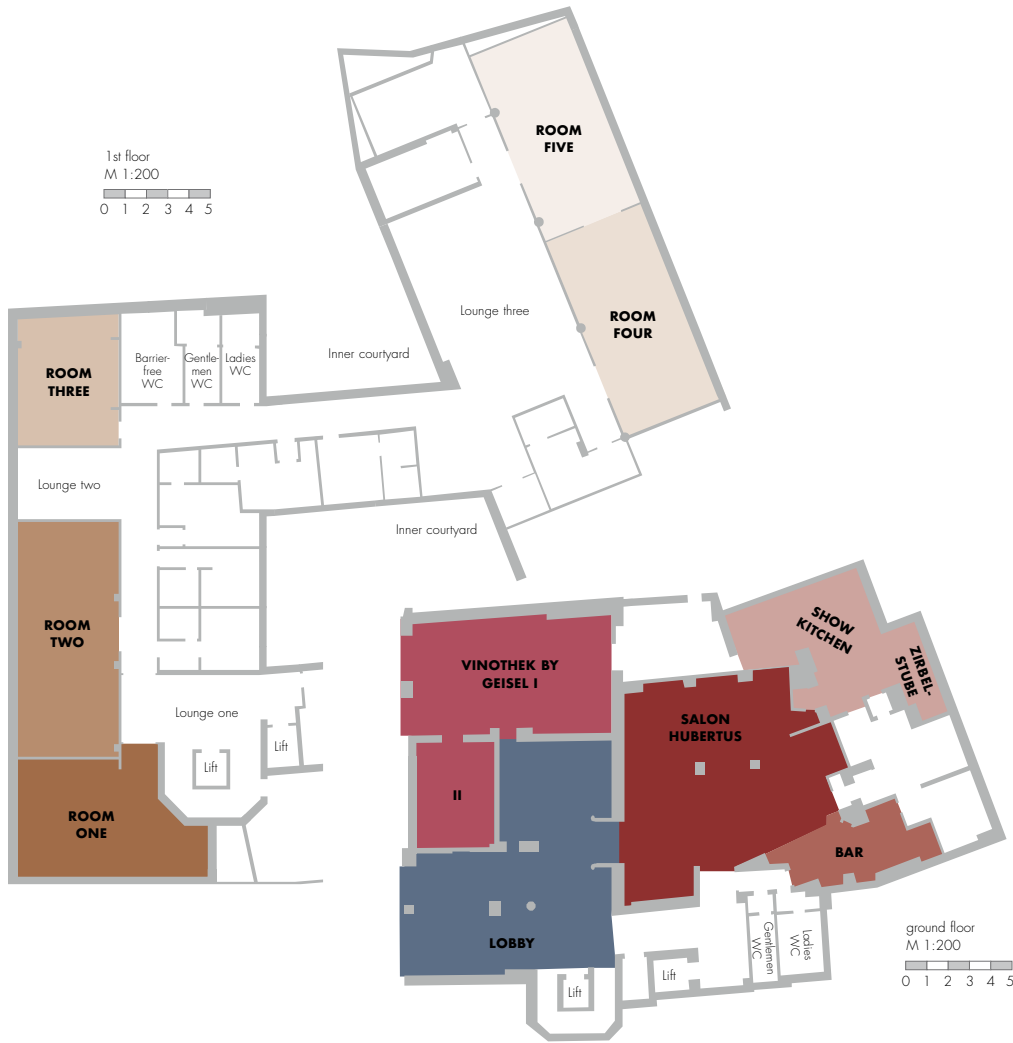 1st floor
M 1:200
0 1 2 3 4 5
ROOM
FIVE
ROOM
FOUR
Lounge three
Inner courtyard
ROOM
THREE
Barrier-
free
WC
Gentle-
men
WC
Ladies
WC
Lounge two
Inner courtyard
ROOM
TWO
Lounge one
Lift
Lift
ROOM
ONE
SHOW
KITCHEN
ZIRBEL-
STUBE
VINOTHEK BY
GEISEL I
SALON
HUBERTUS
II
BAR
LOBBY
Gentlemen
WC
Ladies
WC
Lift
Lift
ground floor
M 1:200
0 1 2 3 4 5